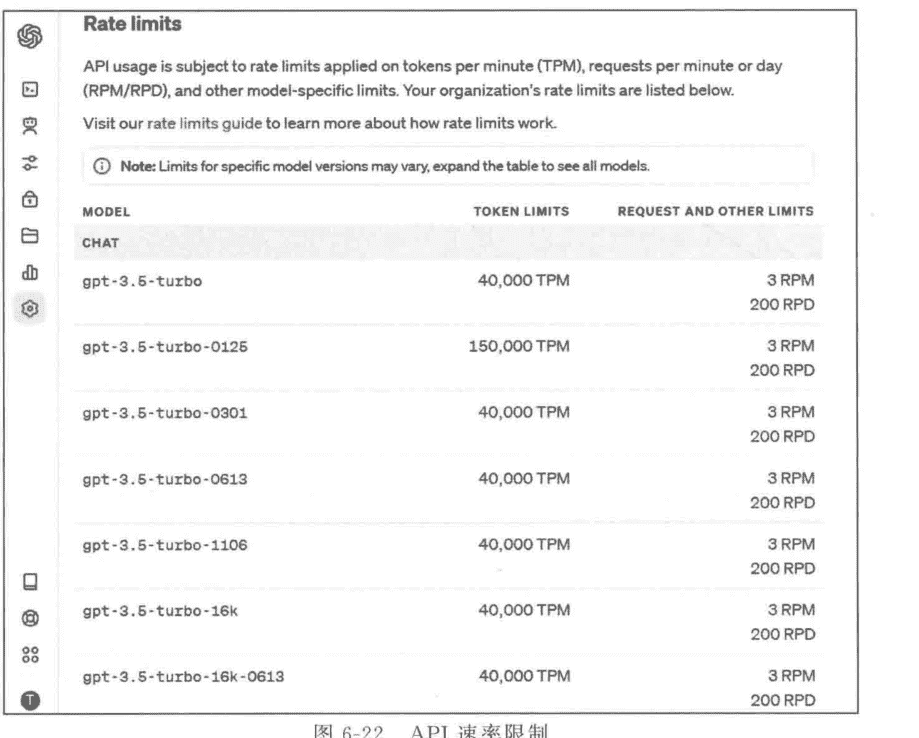 Rate limits
API usage is subject to rate limits applied on tokens per minute (TPM), requests per minute or day
(RPM/RPD), and other model-specific limits. Your organization's rate limits are listed below.
Visit our rate limits guide to learn more about how rate limits work.
Note: Limits for specific model versions may vary, expand the table to see all models.
MODEL TOKEN LIMITS REQUEST AND OTHER LIMITS
CHAT
gpt-3.5-turbo 40,000 TPM 3 RPM
200 RPD
gpt-3.5-turbo-0125 150,000 TPM 3 RPM
200 RPD
gpt-3.5-turbo-0301 40,000 TPM 3 RPM
200 RPD
gpt-3.5-turbo-0613 40,000 TPM 3 RPM
200 RPD
gpt-3.5-turbo-1106 40,000 TPM 3 RPM
200 RPD
gpt-3.5-turbo-16k 40,000 TPM 3 RPM
200 RPD
gpt-3.5-turbo-16k-0613 40,000 TPM 3 RPM
200 RPD
T
图 6-22 API 速率限制